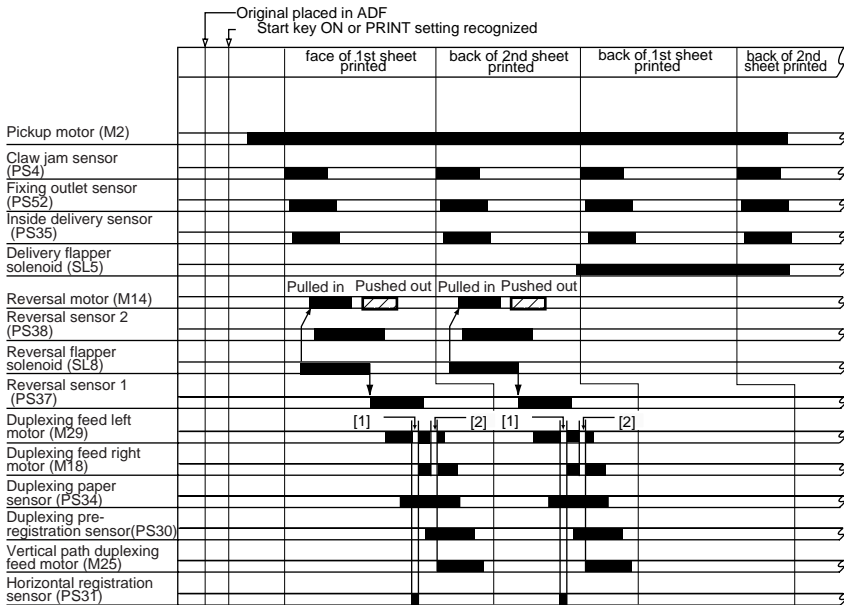 Original placed in ADF
Start key ON or PRINT setting recognized
face of 1st sheet
printed
back of 2nd sheet
printed
back of 1st sheet
printed
back of 2nd
sheet printed
Pickup motor (M2)
Claw jam sensor
(PS4)
Fixing outlet sensor
(PS52)
Inside delivery sensor
(PS35)
Delivery flapper
solenoid (SL5)
Pulled in
Pushed out
Pulled in
Pushed out
Reversal motor (M14)
Reversal sensor 2
(PS38)
Reversal flapper
solenoid (SL8)
Reversal sensor 1
(PS37)
Duplexing feed left
motor (M29)
[1]
[2]
[1]
[2]
Duplexing feed right
motor (M18)
Duplexing paper
sensor (PS34)
Duplexing pre-
registration sensor(PS30)
Vertical path duplexing
feed motor (M25)
Horizontal registration
sensor (PS31)